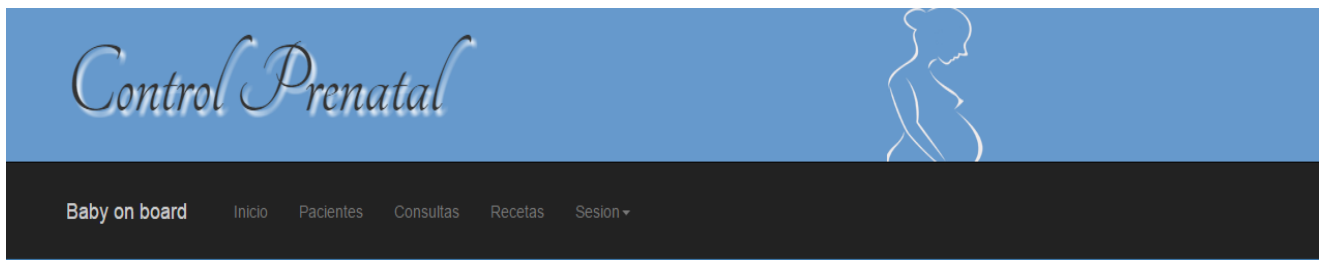 Control Prenatal
Baby on board Inicio Pacientes Consultas Recetas Sesion